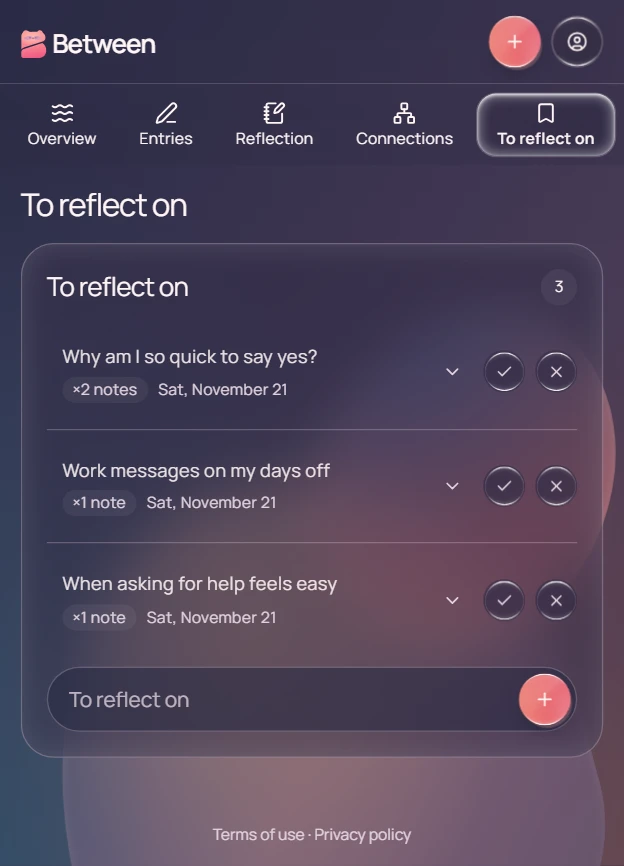 Between
Overview
Entries
Reflection
Connections
To reflect on
To reflect on
To reflect on
3
Why am I so quick to say yes?
×2 notes
Sat, November 21
Work messages on my days off
×1 note
Sat, November 21
When asking for help feels easy
×1 note
Sat, November 21
To reflect on
Terms of use · Privacy policy